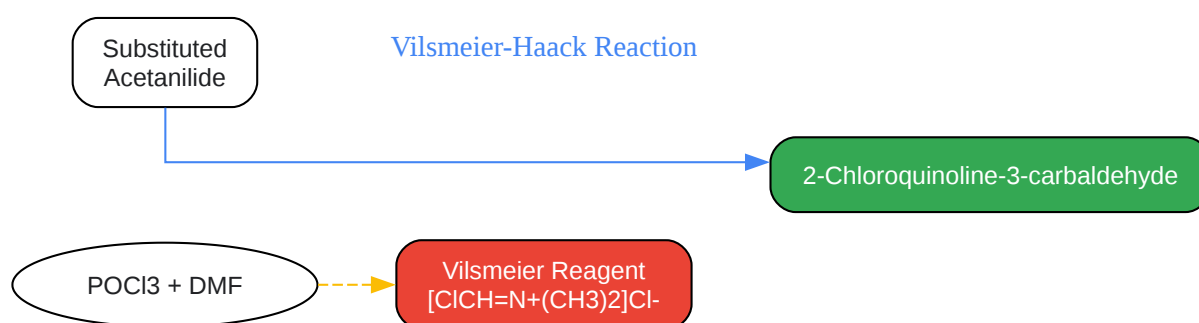 Substituted
Acetanilide
Vilsmeier-Haack Reaction
2-Chloroquinoline-3-carbaldehyde
POCl3 + DMF
Vilsmeier Reagent
[ClCH=N+(CH3)2]Cl-